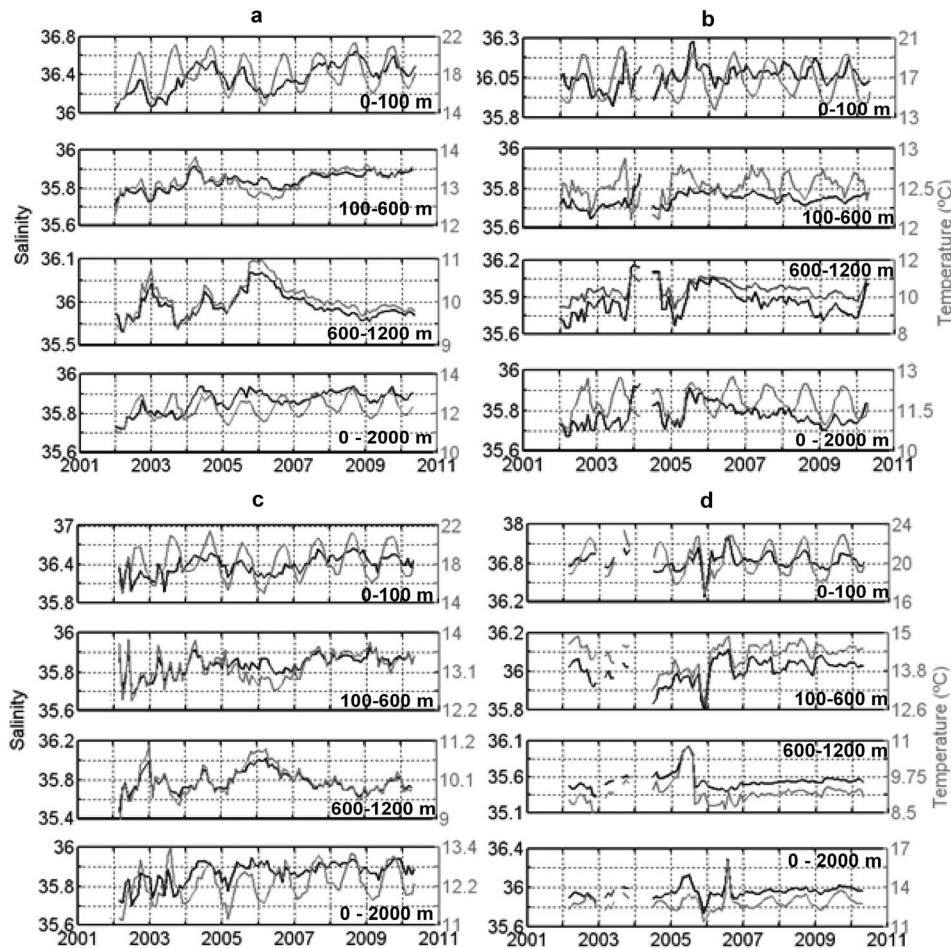 a
36.8 22
36.4 18
36 14
0-100 m
36 14
35.8 13
35.6 12
100-600 m
36.1 11
36 10
35.5 9
600-1200 m
36 14
35.8 12
35.6 10
0 - 2000 m
2001 2003 2005 2007 2009 2011
Salinity
b
36.3 21
36.05 17
35.8 13
0-100 m
36 13
35.8 12.5
35.6 12
100-600 m
36.2 12
35.9 10
35.6 8
600-1200 m
36 13
35.8 11.5
35.6 10
0 - 2000 m
2001 2003 2005 2007 2009 2011
Temperature (ºC)
c
37 22
36.4 18
35.8 14
0-100 m
36 14
35.8 13.1
35.6 12.2
100-600 m
36.2 11.2
35.8 10.1
35.4 9
600-1200 m
36 13.4
35.8 12.2
35.6 11
0 - 2000 m
2001 2003 2005 2007 2009 2011
Salinity
d
38 24
36.8 20
36.2 16
0-100 m
36.2 15
36 13.8
35.8 12.6
100-600 m
36.1 11
35.6 9.75
35.1 8.5
600-1200 m
36.4 17
36 14
35.6 11
0 - 2000 m
2001 2003 2005 2007 2009 2011
Temperature (ºC)